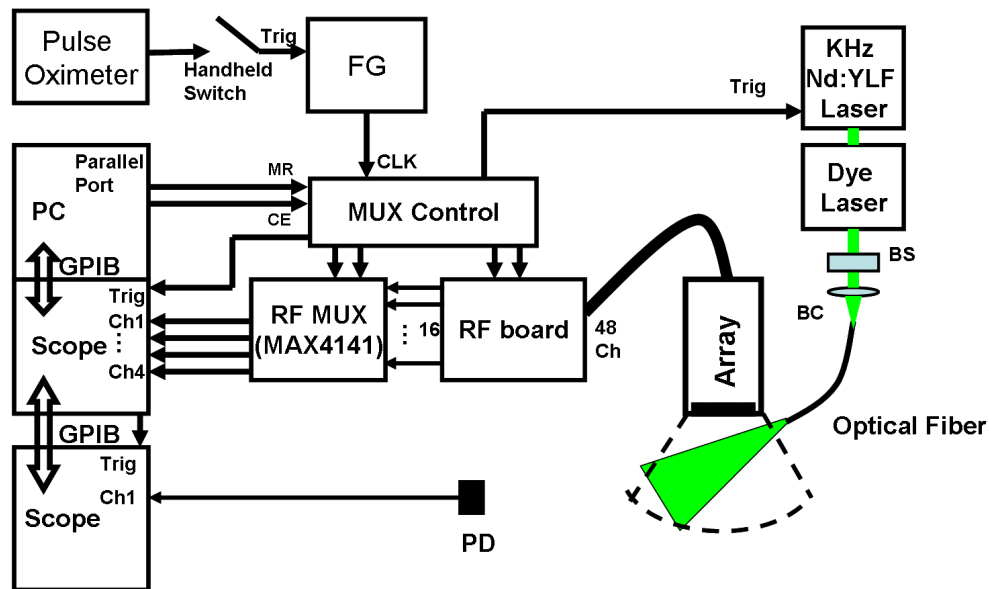 Pulse
Oximeter
Handheld
Switch
Trig
FG
CLK
Trig
KHz
Nd:YLF
Laser
Dye
Laser
BS
BC
Optical Fiber
Parallel
Port
PC
MR
CE
MUX Control
GPIB
Trig
Ch1
Scope
⋮
Ch4
RF MUX
(MAX4141)
⋮ 16
RF board
48
Ch
Array
GPIB
Trig
Ch1
Scope
PD